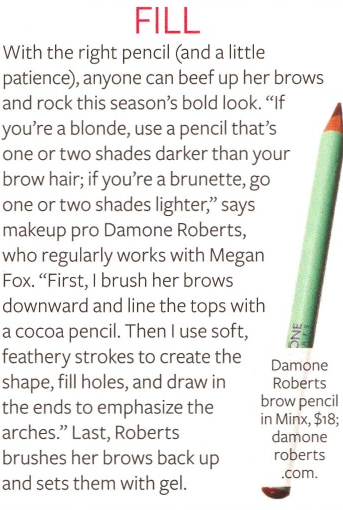 FILL
With the right pencil (and a little
patience), anyone can beef up her brows
and rock this season's bold look. "If
you're a blonde, use a pencil that's
one or two shades darker than your
brow hair; if you're a brunette, go
one or two shades lighter," says
makeup pro Damone Roberts,
who regularly works with Megan
Fox. "First, I brush her brows
downward and line the tops with
a cocoa pencil. Then I use soft,
feathery strokes to create the
shape, fill holes, and draw in
the ends to emphasize the
arches." Last, Roberts
brushes her brows back up
and sets them with gel.
Damone
Roberts
brow pencil
in Minx, $18;
damone
roberts
.com.